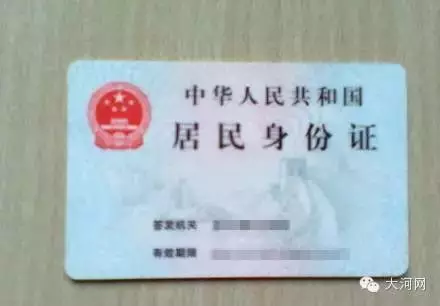 中华人民共和国
居民身份证
签发机关
有效期限
大河网